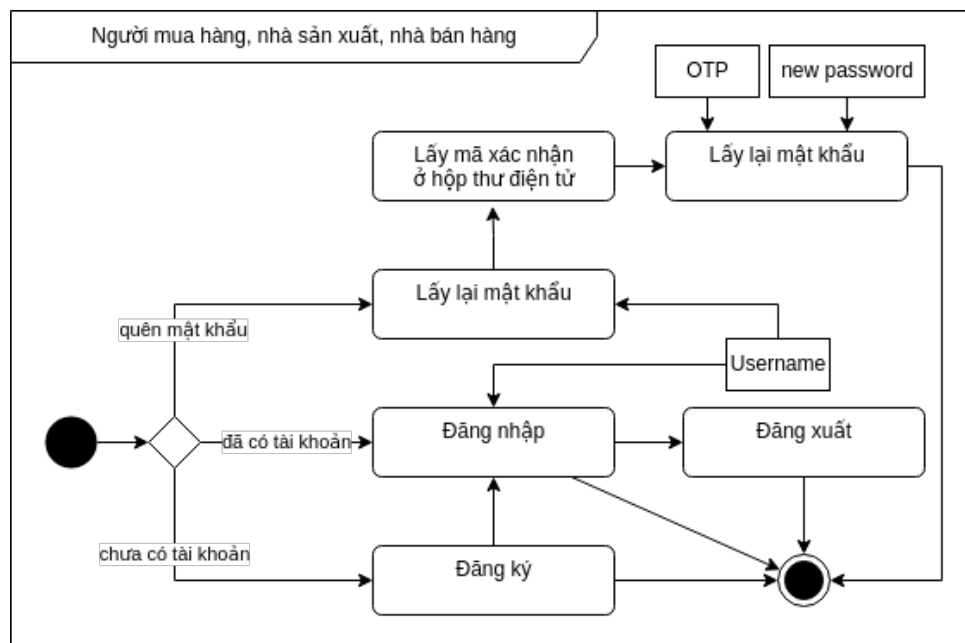 Người mua hàng, nhà sản xuất, nhà bán hàng
OTP
new password
Lấy mã xác nhận
ở hộp thư điện tử
Lấy lại mật khẩu
Lấy lại mật khẩu
quên mật khẩu
Username
đã có tài khoản
Đăng nhập
Đăng xuất
chưa có tài khoản
Đăng ký